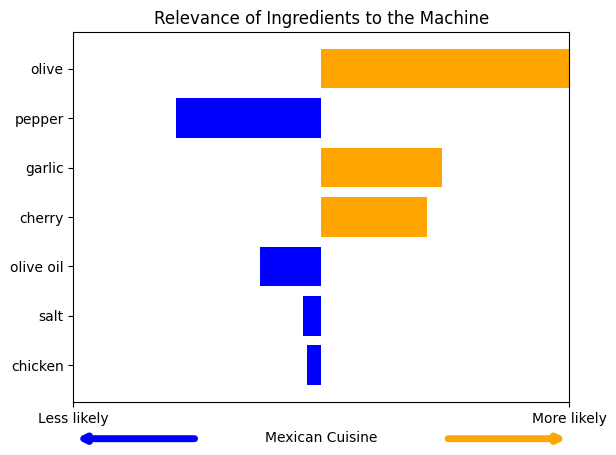 Relevance of Ingredients to the Machine
olive
pepper
garlic
cherry
olive oil
salt
chicken
Less likely
More likely
Mexican Cuisine